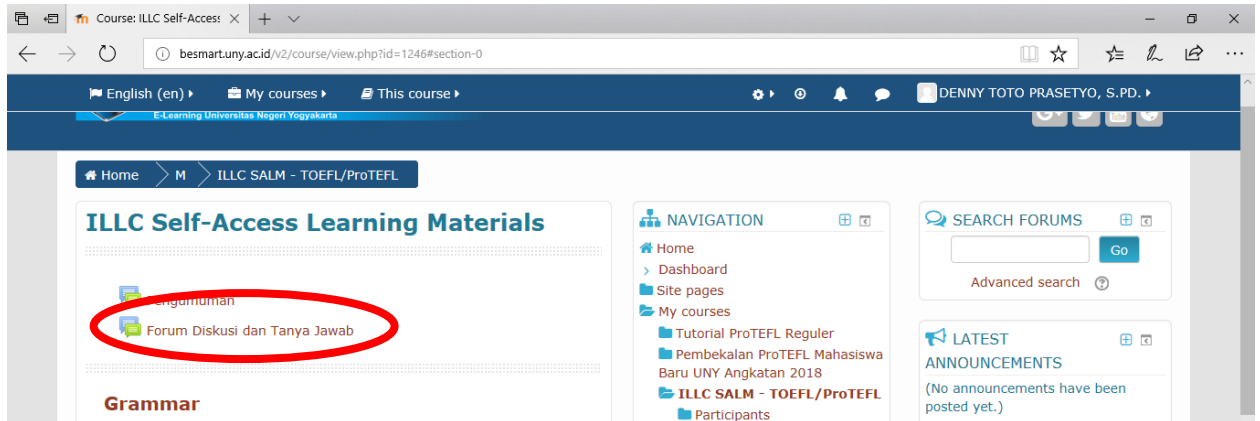 Course: ILLC Self-Access
besmart.uny.ac.id/v2/course/view.php?id=1246#section-0
English (en)
My courses
This course
DENNY TOTO PRASETYO, S.PD.
E-Learning Universitas Negeri Yogyakarta
Home
M
ILLC SALM - TOEFL/ProTEFL
ILLC Self-Access Learning Materials
Pengumuman
Forum Diskusi dan Tanya Jawab
Grammar
NAVIGATION
Home
Dashboard
Site pages
My courses
Tutorial ProTEFL Reguler
Pembekalan ProTEFL Mahasiswa
Baru UNY Angkatan 2018
ILLC SALM - TOEFL/ProTEFL
Participants
SEARCH FORUMS
Go
Advanced search
LATEST
ANNOUNCEMENTS
(No announcements have been
posted yet.)